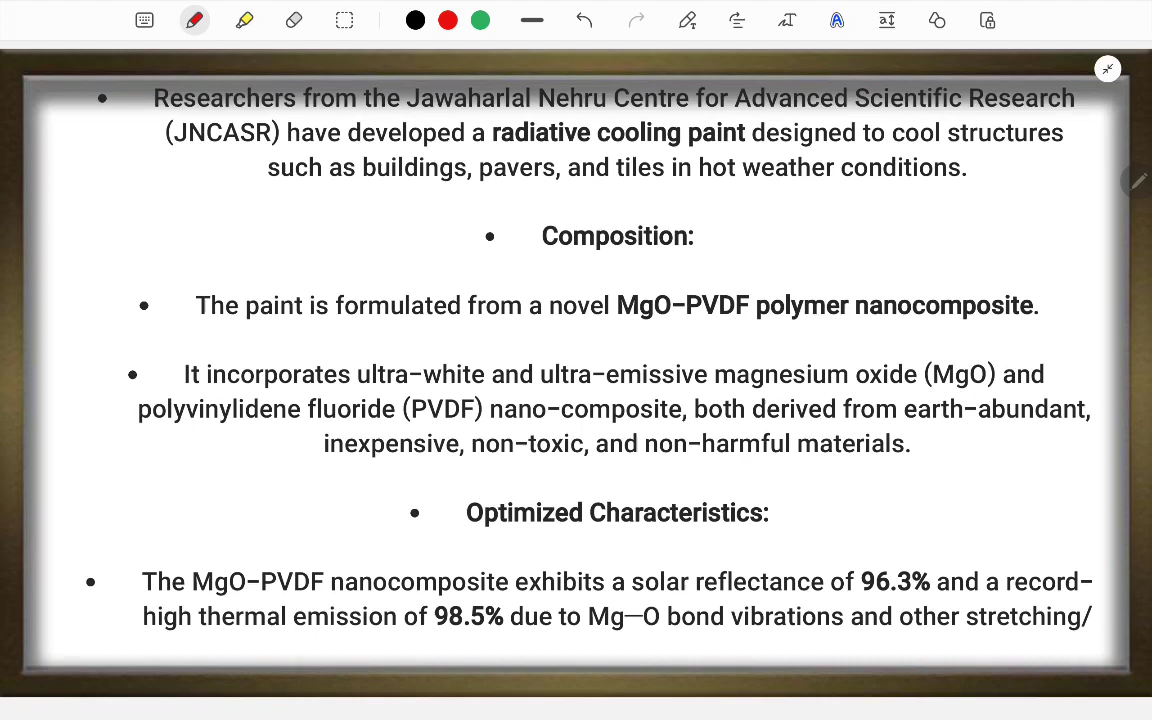 • Researchers from the Jawaharlal Nehru Centre for Advanced Scientific Research
(JNCASR) have developed a radiative cooling paint designed to cool structures
such as buildings, pavers, and tiles in hot weather conditions.
• Composition:
• The paint is formulated from a novel MgO–PVDF polymer nanocomposite.
• It incorporates ultra–white and ultra–emissive magnesium oxide (MgO) and
polyvinylidene fluoride (PVDF) nano–composite, both derived from earth–abundant,
inexpensive, non–toxic, and non–harmful materials.
• Optimized Characteristics:
• The MgO–PVDF nanocomposite exhibits a solar reflectance of 96.3% and a record–
high thermal emission of 98.5% due to Mg—O bond vibrations and other stretching/